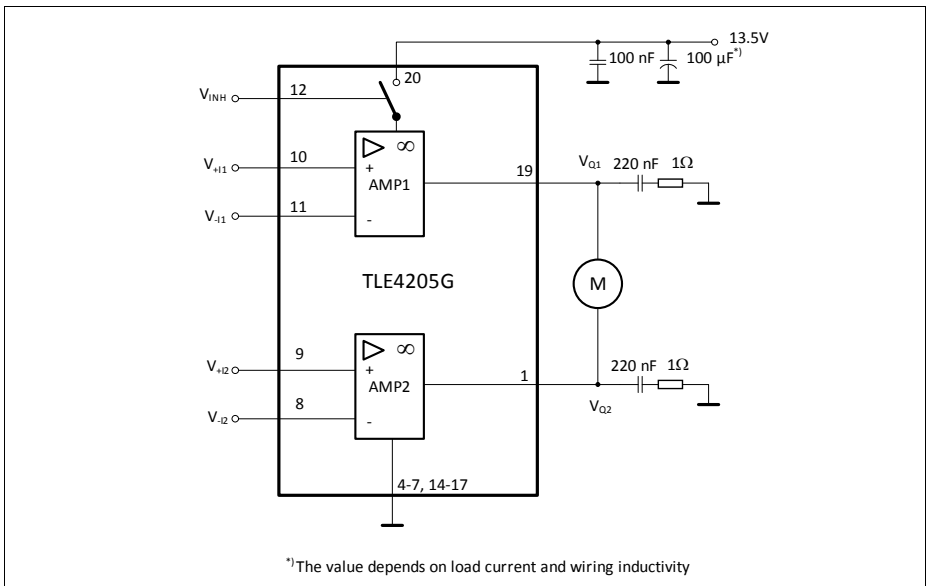 13.5V
100 nF
100 µF*)
20
VINH
12
V+I1
10
∞
+
AMP1
19
VQ1
220 nF
1Ω
V-I1
11
-
TLE4205G
M
V+I2
9
∞
+
AMP2
1
220 nF
1Ω
V-I2
8
-
VQ2
4-7, 14-17
*)The value depends on load current and wiring inductivity